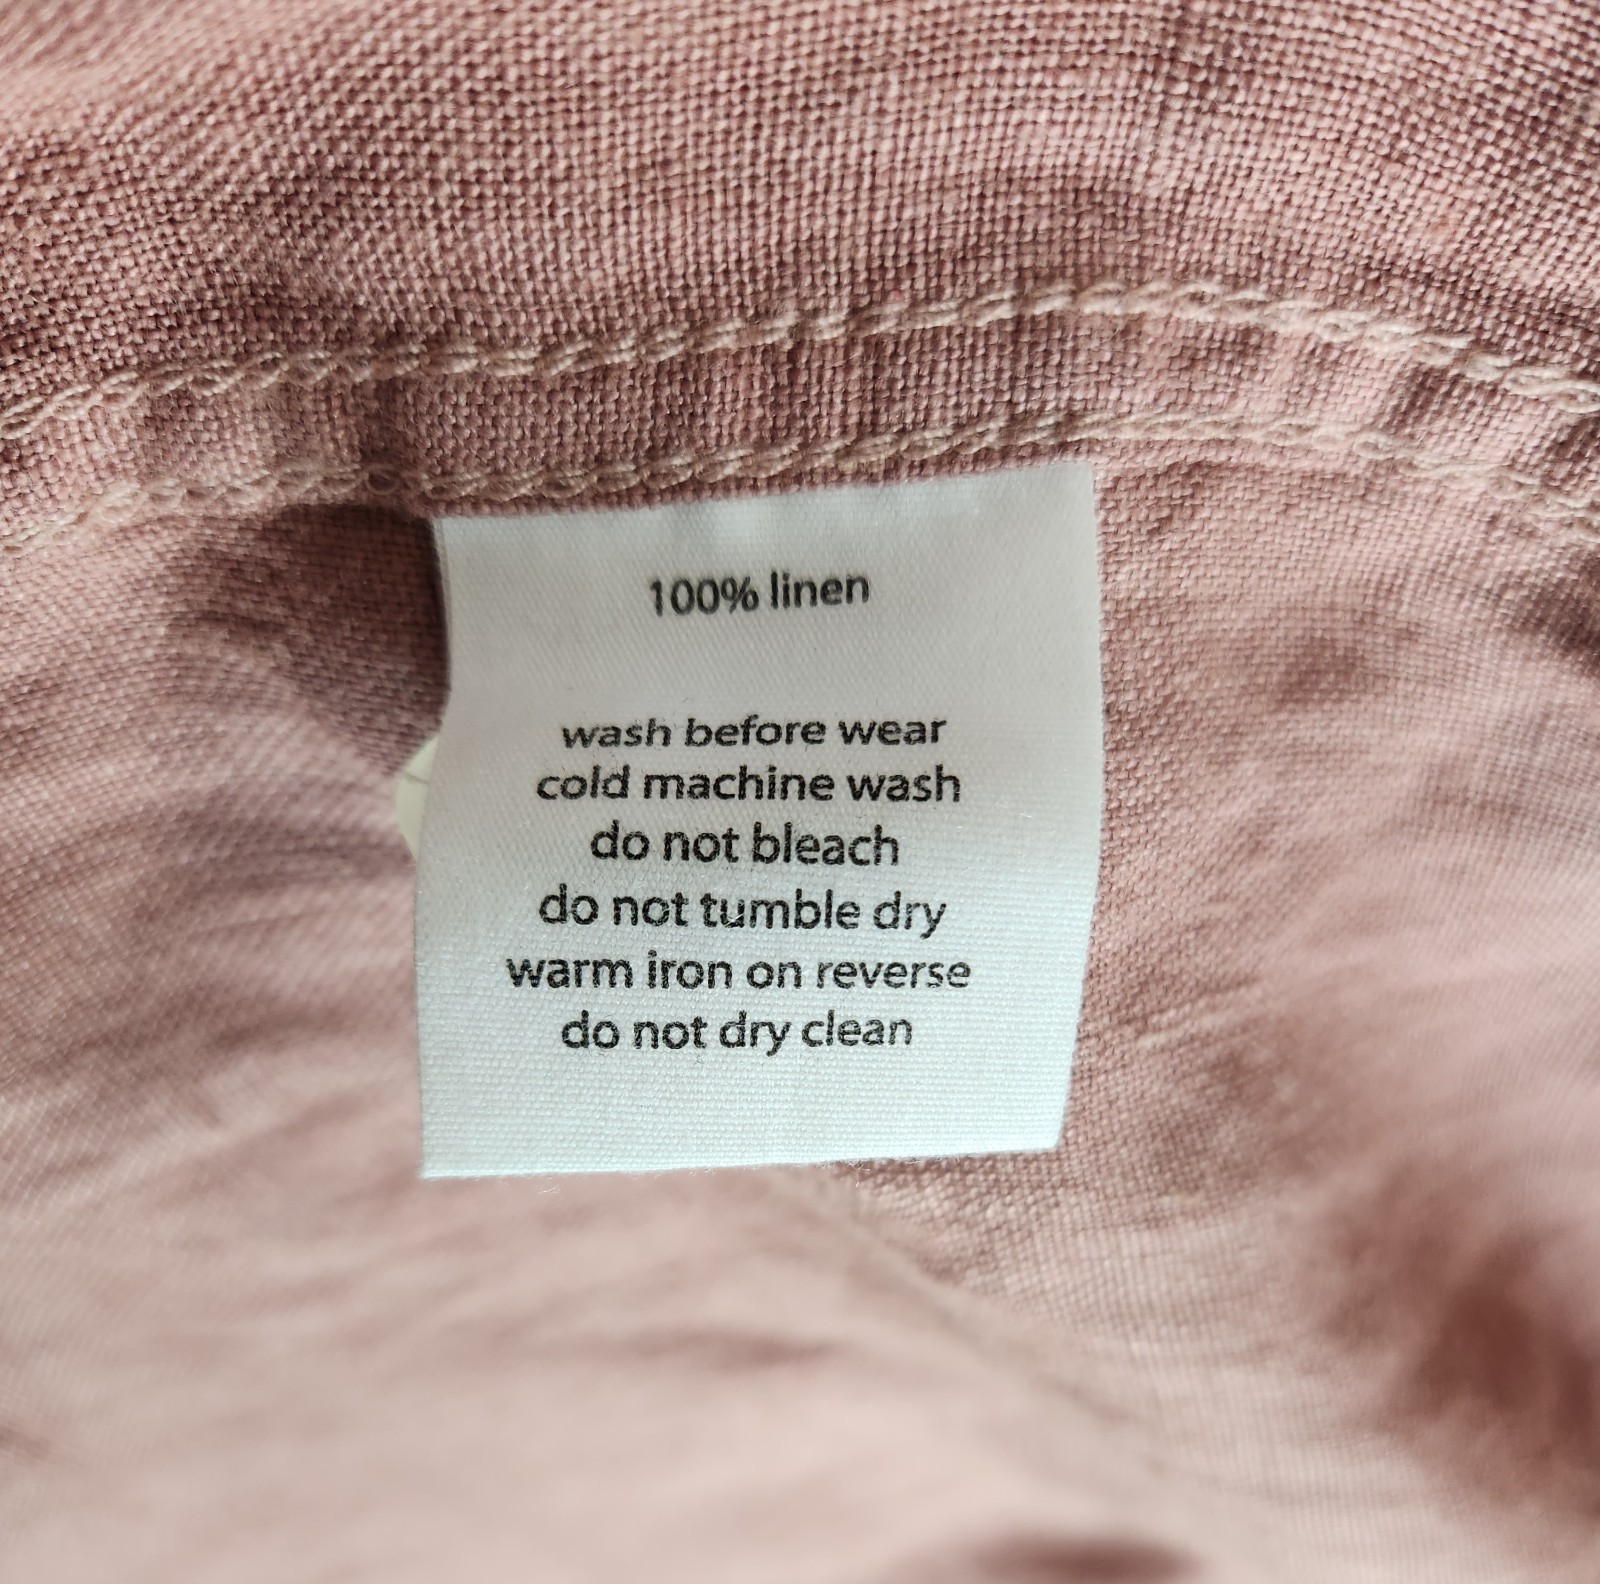 100% linen
wash before wear
cold machine wash
do not bleach
do not tumble dry
warm iron on reverse
do not dry clean